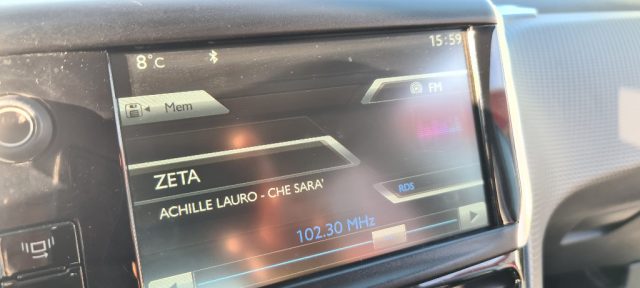 8°C
15:59
Mem
FM
ZETA
ACHILLE LAURO - CHE SARA'
RDS
102.30 MHz